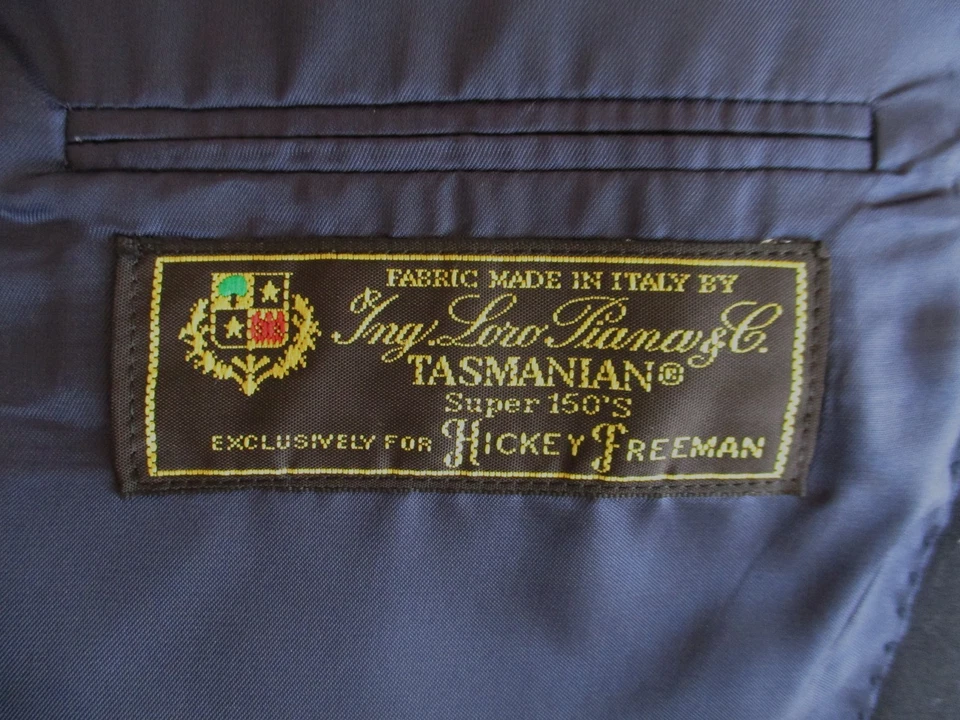 FABRIC MADE IN ITALY BY
Ing. Loro Piana & C.
TASMANIAN®
Super 150's
EXCLUSIVELY FOR HICKEY FREEMAN